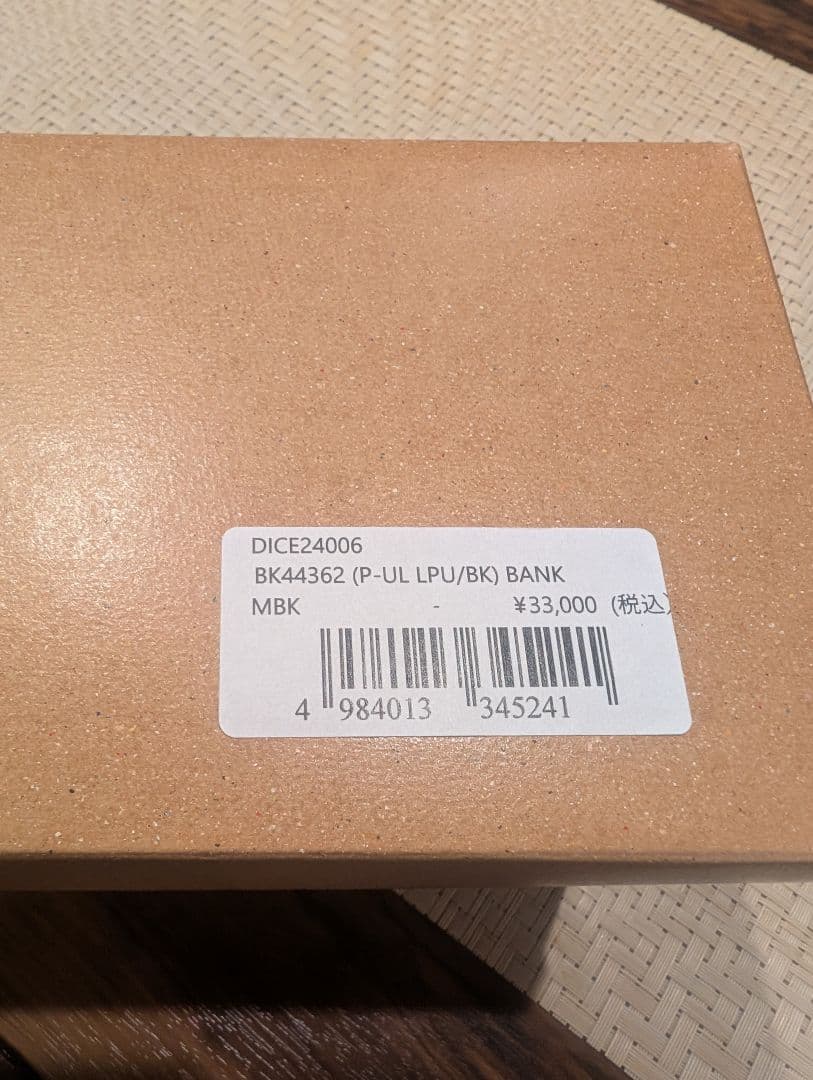 DICE24006
BK44362 (P-UL LPU/BK) BANK
MBK - ¥33,000 (税込)
4 984013 345241